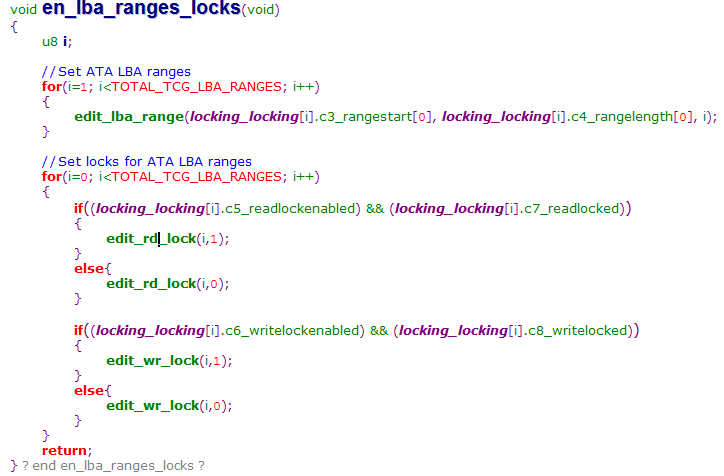 void en_lba_ranges_locks(void)
{
u8 i;
//Set ATA LBA ranges
for(i=1; i<TOTAL_TCG_LBA_RANGES; i++)
{
edit_lba_range(locking_locking[i].c3_rangestart[0], locking_locking[i].c4_rangelength[0], i);
}
//Set locks for ATA LBA ranges
for(i=0; i<TOTAL_TCG_LBA_RANGES; i++)
{
if((locking_locking[i].c5_readlockenabled) && (locking_locking[i].c7_readlocked))
{
edit_rd_lock(i,1);
}
else{
edit_rd_lock(i,0);
}
if((locking_locking[i].c6_writelockenabled) && (locking_locking[i].c8_writelocked))
{
edit_wr_lock(i,1);
}
else{
edit_wr_lock(i,0);
}
}
return;
} ? end en_lba_ranges_locks ?